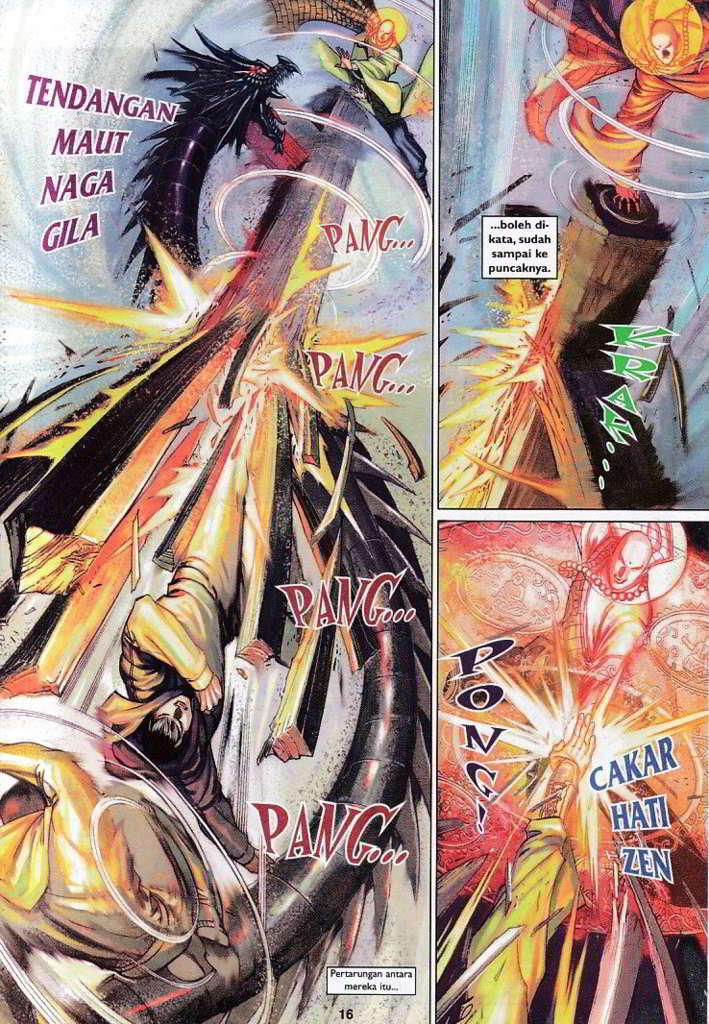 TENDANGAN
MAUT
NAGA
GILA
PANG...
PANG...
PANG...
PANG...
Pertarungan antara
mereka itu...
...boleh di-
kata, sudah
sampai ke
puncaknya.
KRAK...
PONG!
CAKAR
HATI
ZEN
16